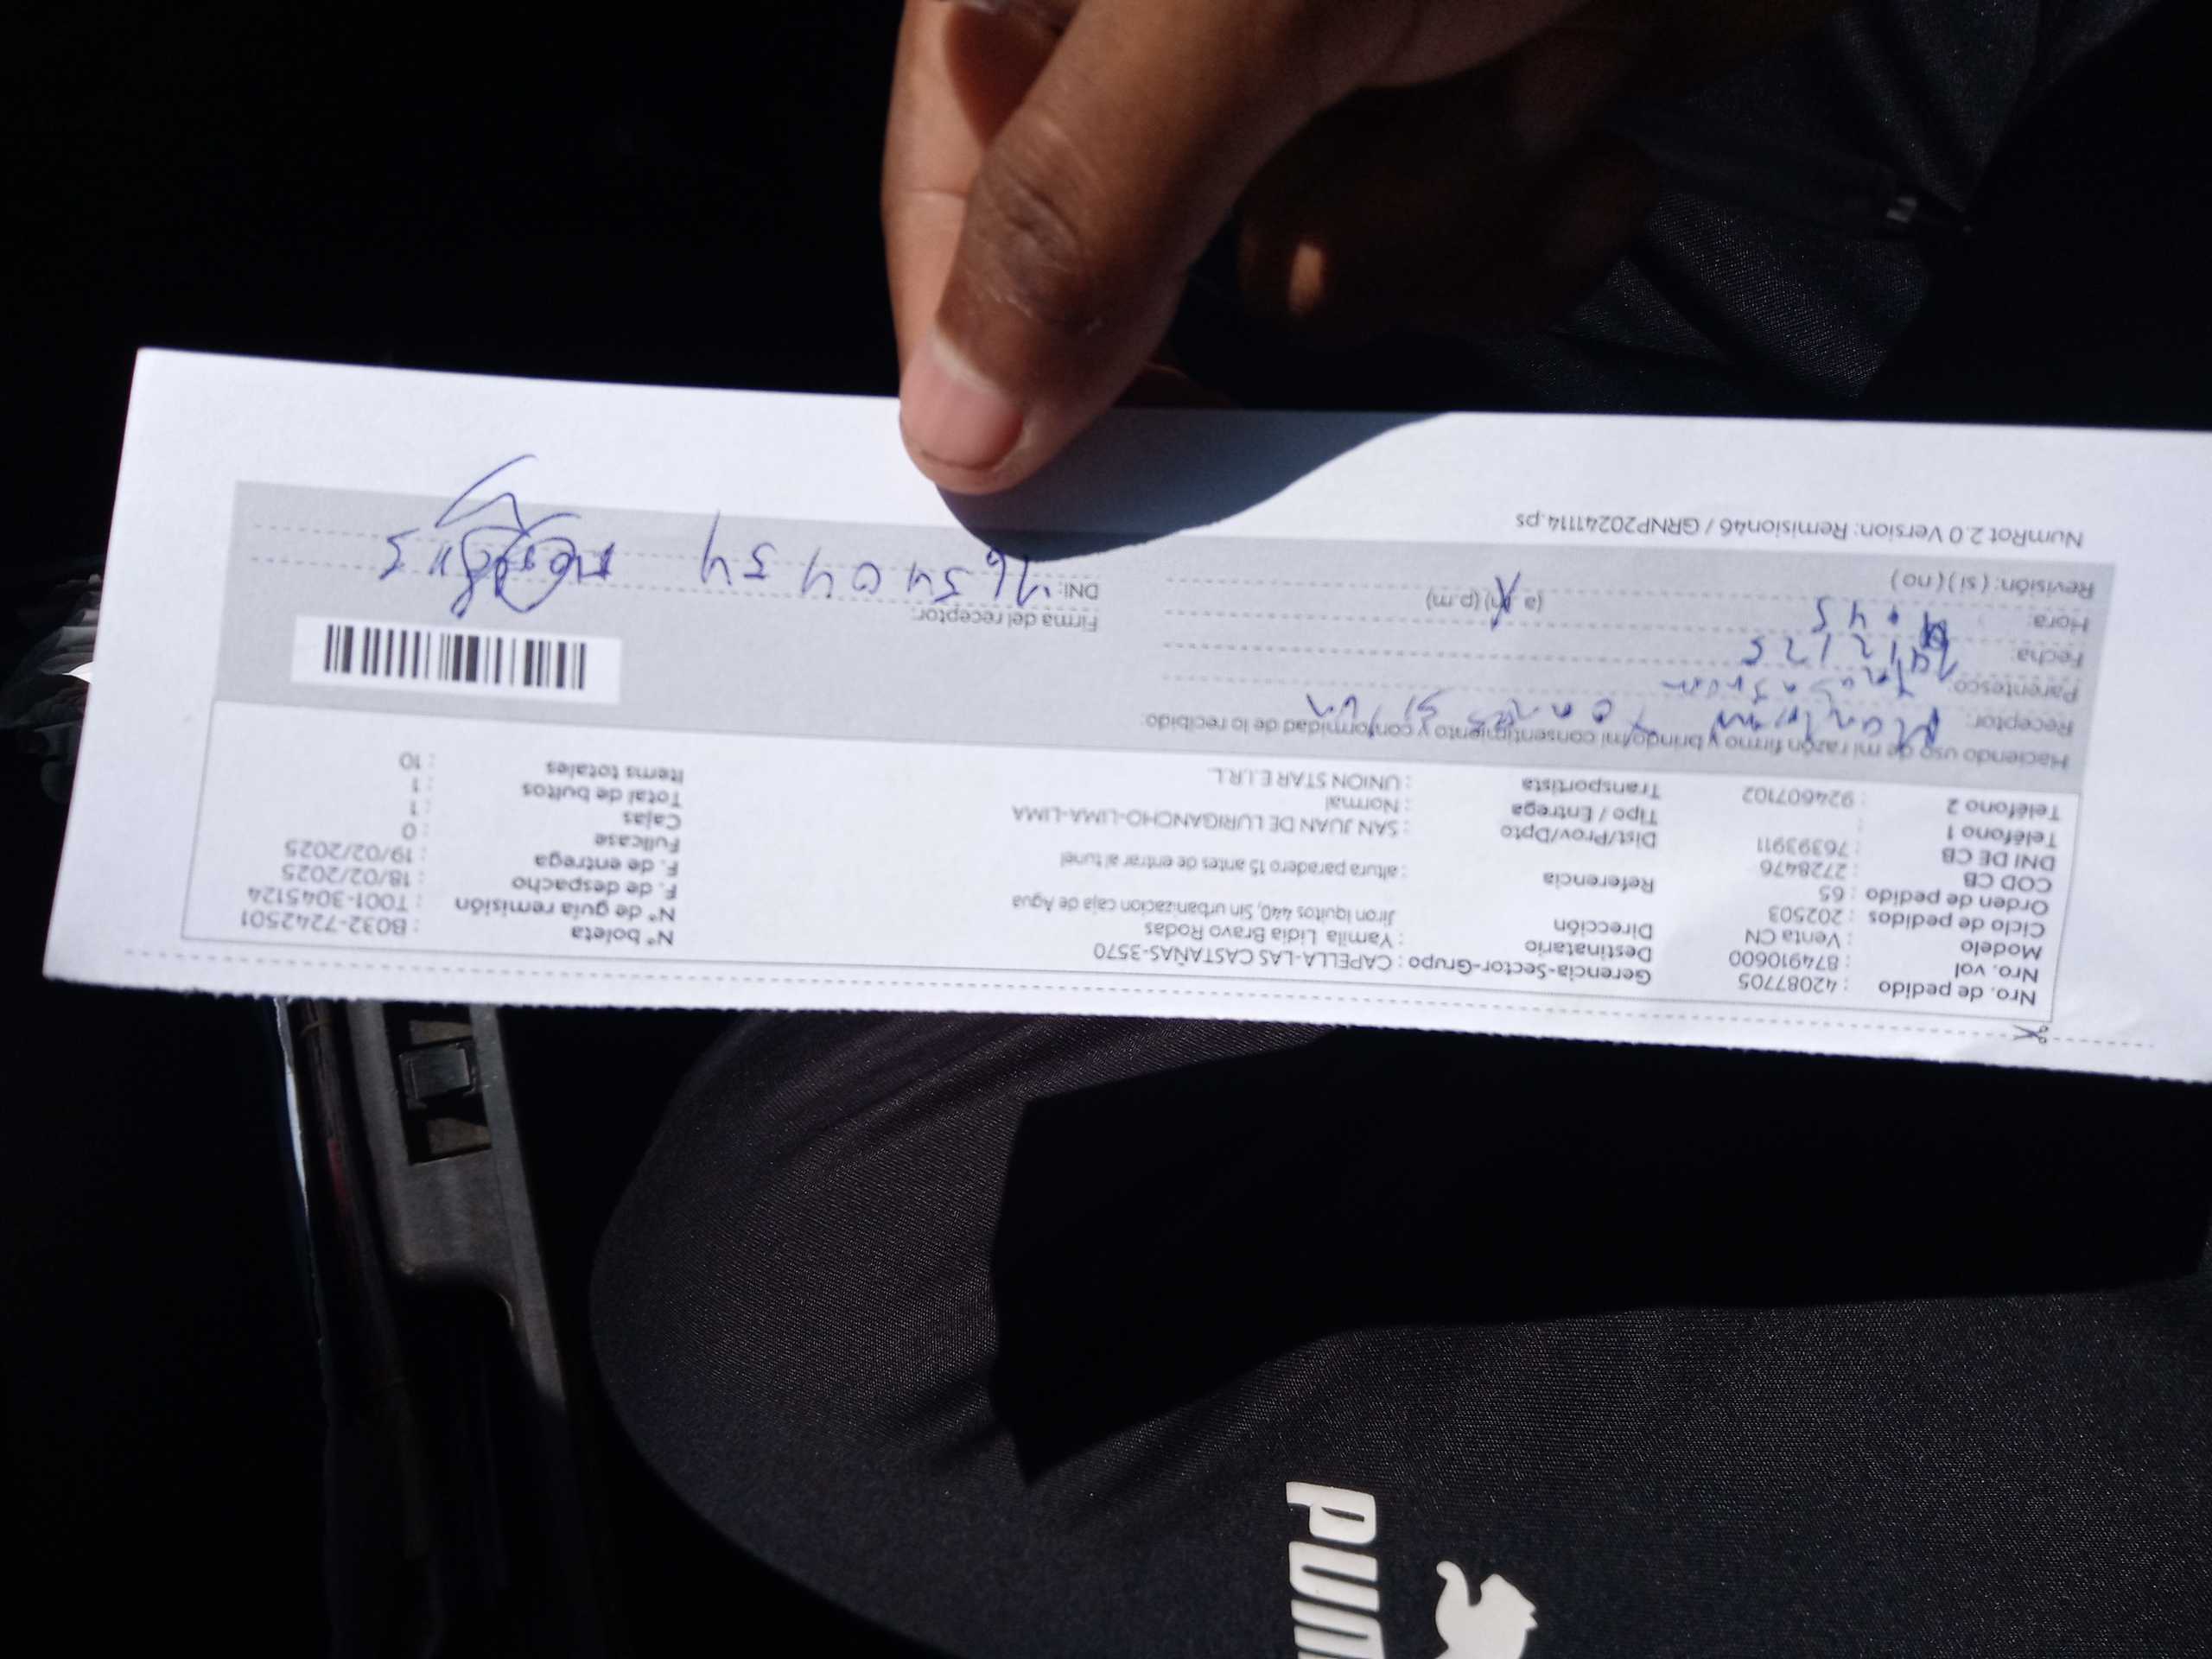 Nro. de pedido : 42087705
Nro. vol : 874910600
Modelo : Venta CN
Ciclo de pedidos : 202503
Orden de pedido : 65
COD CB : 2728476
DNI DE CB : 76393911
Teléfono 1 :
Teléfono 2 : 924607102
Gerencia-Sector-Grupo : CAPELLA-LAS CASTAÑAS-3570
Destinatario : Yamila Lidia Bravo Rodas
Dirección Jiron Iquitos 440, Sin urbanizacion caja de Agua
Referencia : altura paradero 15 antes de entrar al tunel
Dist/Prov/Dpto : SAN JUAN DE LURIGANCHO-LIMA-LIMA
Tipo / Entrega : Normal
Transportista : UNION STAR E.I.R.L.
N° boleta : B032-7242501
N° de guía remisión : T001-3045124
F. de despacho : 18/02/2025
F. de entrega : 19/02/2025
Fullcase : 0
Cajas : 1
Total de bultos : 1
Items totales : 10
Haciendo uso de mi razón firmo y brindo mi consentimiento y conformidad de lo recibido:
Receptor:
Parentesco:
Fecha:
Hora: :45 (a m) (p m)
Revisión: ( si ) ( no )
Firma del receptor:
DNI:
NumRot 2.0 Version: Remision46 / GRNP20241114.ps
PUM